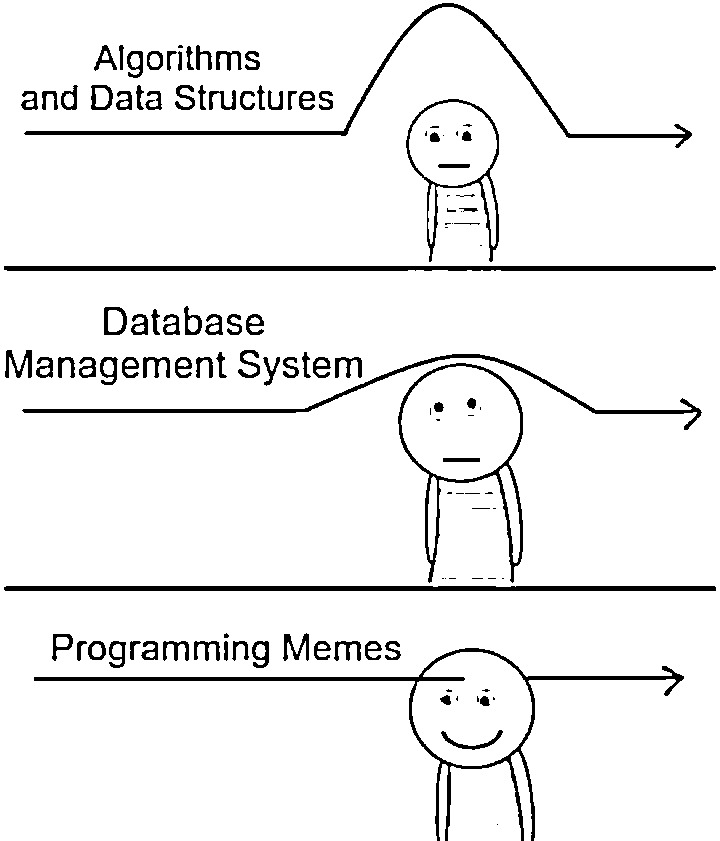 Algorithms
and Data Structures
Database
Management System
Programming Memes